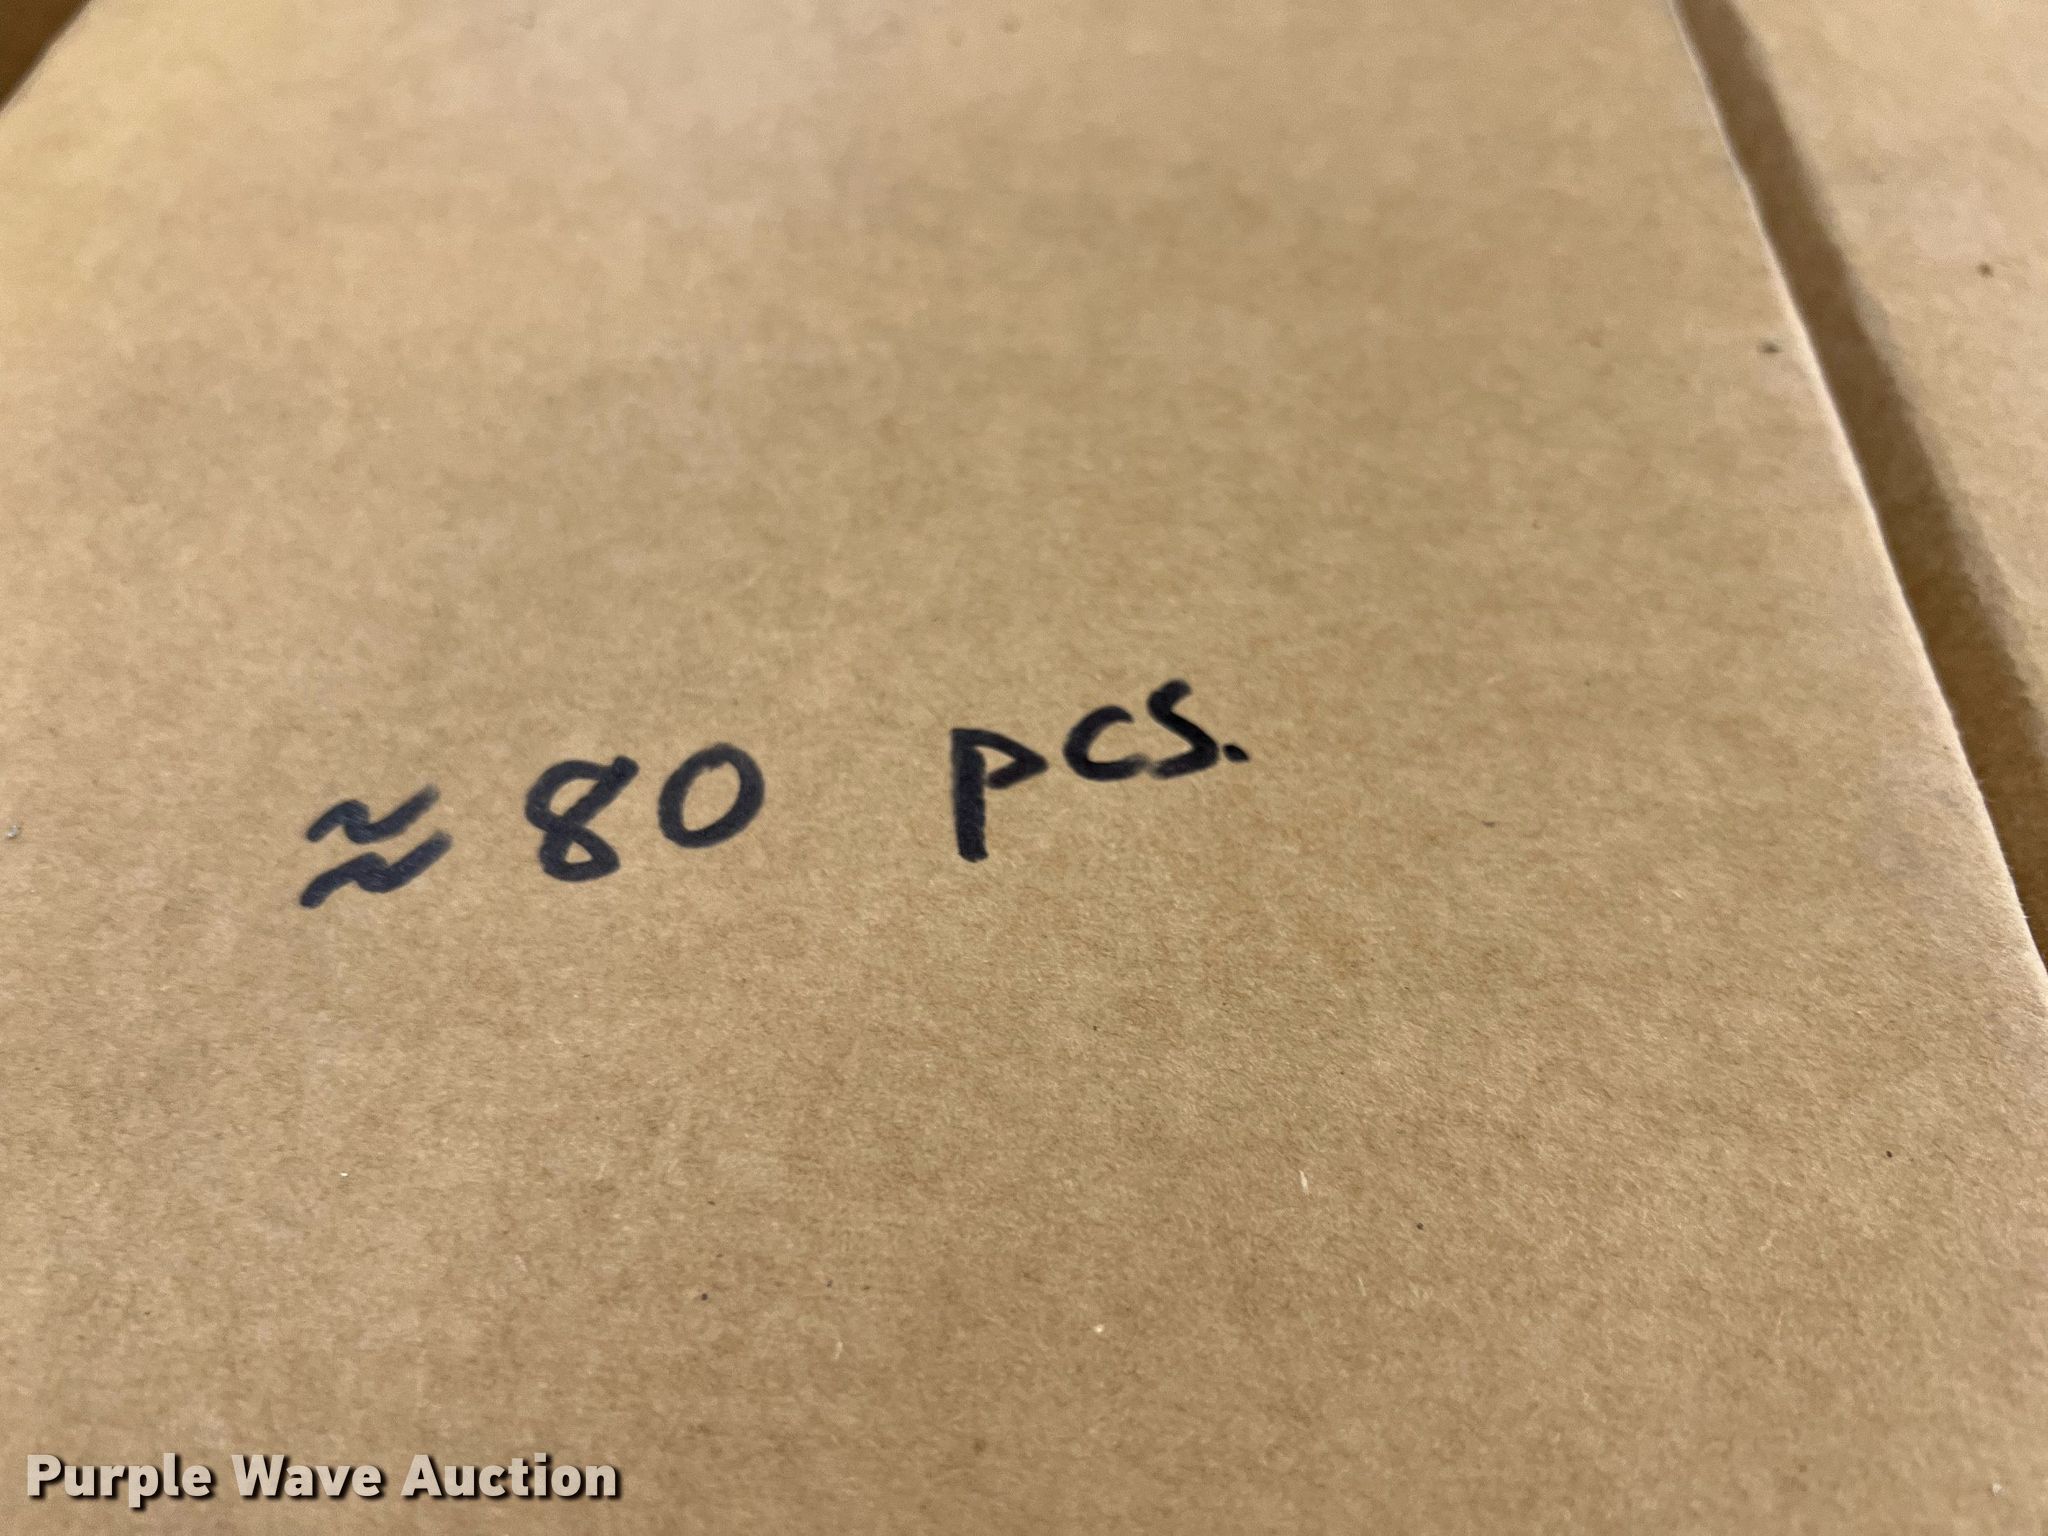 ≈ 80 pcs.
Purple Wave Auction